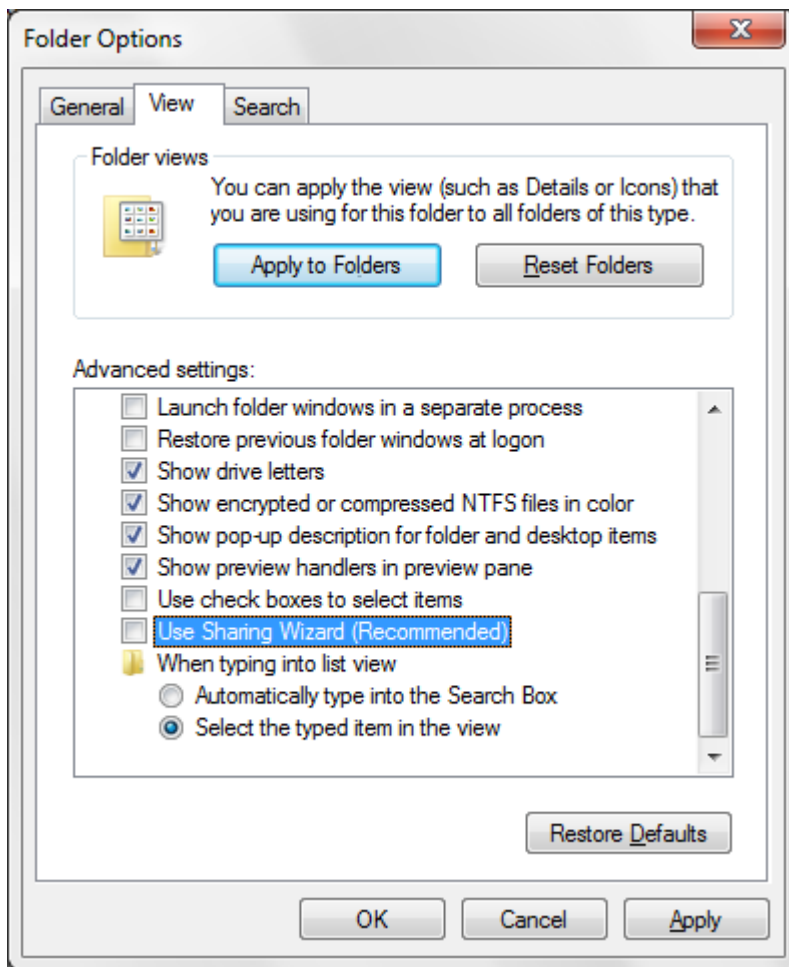 Folder Options
General
View
Search
Folder views
You can apply the view (such as Details or Icons) that
you are using for this folder to all folders of this type.
Apply to Folders
Reset Folders
Advanced settings:
Launch folder windows in a separate process
Restore previous folder windows at logon
Show drive letters
Show encrypted or compressed NTFS files in color
Show pop-up description for folder and desktop items
Show preview handlers in preview pane
Use check boxes to select items
Use Sharing Wizard (Recommended)
When typing into list view
Automatically type into the Search Box
Select the typed item in the view
Restore Defaults
OK
Cancel
Apply